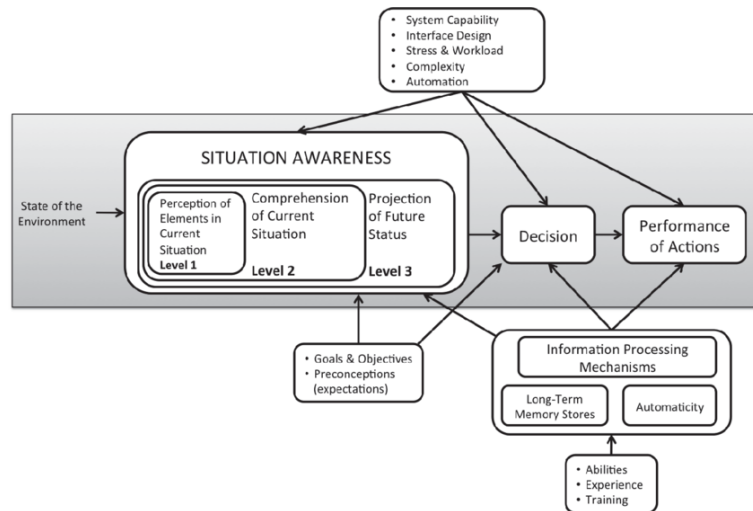 • System Capability
• Interface Design
• Stress & Workload
• Complexity
• Automation
SITUATION AWARENESS
State of the
Environment
Perception of
Elements in
Current
Situation
Level 1
Comprehension
of Current
Situation
Level 2
Projection
of Future
Status
Level 3
Decision
Performance
of Actions
• Goals & Objectives
• Preconceptions
(expectations)
Information Processing
Mechanisms
Long-Term
Memory Stores
Automaticity
• Abilities
• Experience
• Training